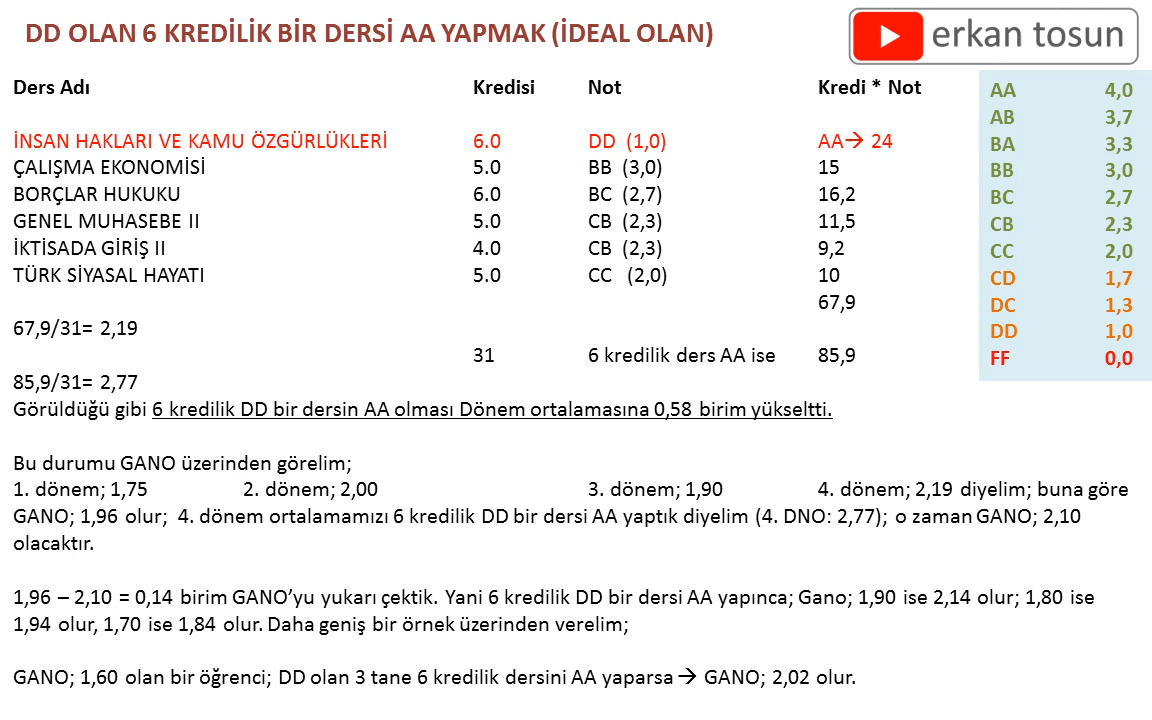 DD OLAN 6 KREDİLİK BİR DERSİ AA YAPMAK (İDEAL OLAN)
erkan tosun
Ders Adı Kredisi Not Kredi * Not
İNSAN HAKLARI VE KAMU ÖZGÜRLÜKLERİ 6.0 DD (1,0) AA→ 24
ÇALIŞMA EKONOMİSİ 5.0 BB (3,0) 15
BORÇLAR HUKUKU 6.0 BC (2,7) 16,2
GENEL MUHASEBE II 5.0 CB (2,3) 11,5
İKTİSADA GİRİŞ II 4.0 CB (2,3) 9,2
TÜRK SİYASAL HAYATI 5.0 CC (2,0) 10
67,9
67,9/31= 2,19
31 6 kredilik ders AA ise 85,9
85,9/31= 2,77
Görüldüğü gibi 6 kredilik DD bir dersin AA olması Dönem ortalamasına 0,58 birim yükseltti.
Bu durumu GANO üzerinden görelim;
1. dönem; 1,75 2. dönem; 2,00 3. dönem; 1,90 4. dönem; 2,19 diyelim; buna göre
GANO; 1,96 olur; 4. dönem ortalamamızı 6 kredilik DD bir dersi AA yaptık diyelim (4. DNO: 2,77); o zaman GANO; 2,10
olacaktır.
1,96 – 2,10 = 0,14 birim GANO’yu yukarı çektik. Yani 6 kredilik DD bir dersi AA yapınca; Gano; 1,90 ise 2,14 olur; 1,80 ise
1,94 olur, 1,70 ise 1,84 olur. Daha geniş bir örnek üzerinden verelim;
GANO; 1,60 olan bir öğrenci; DD olan 3 tane 6 kredilik dersini AA yaparsa → GANO; 2,02 olur.
AA 4,0
AB 3,7
BA 3,3
BB 3,0
BC 2,7
CB 2,3
CC 2,0
CD 1,7
DC 1,3
DD 1,0
FF 0,0